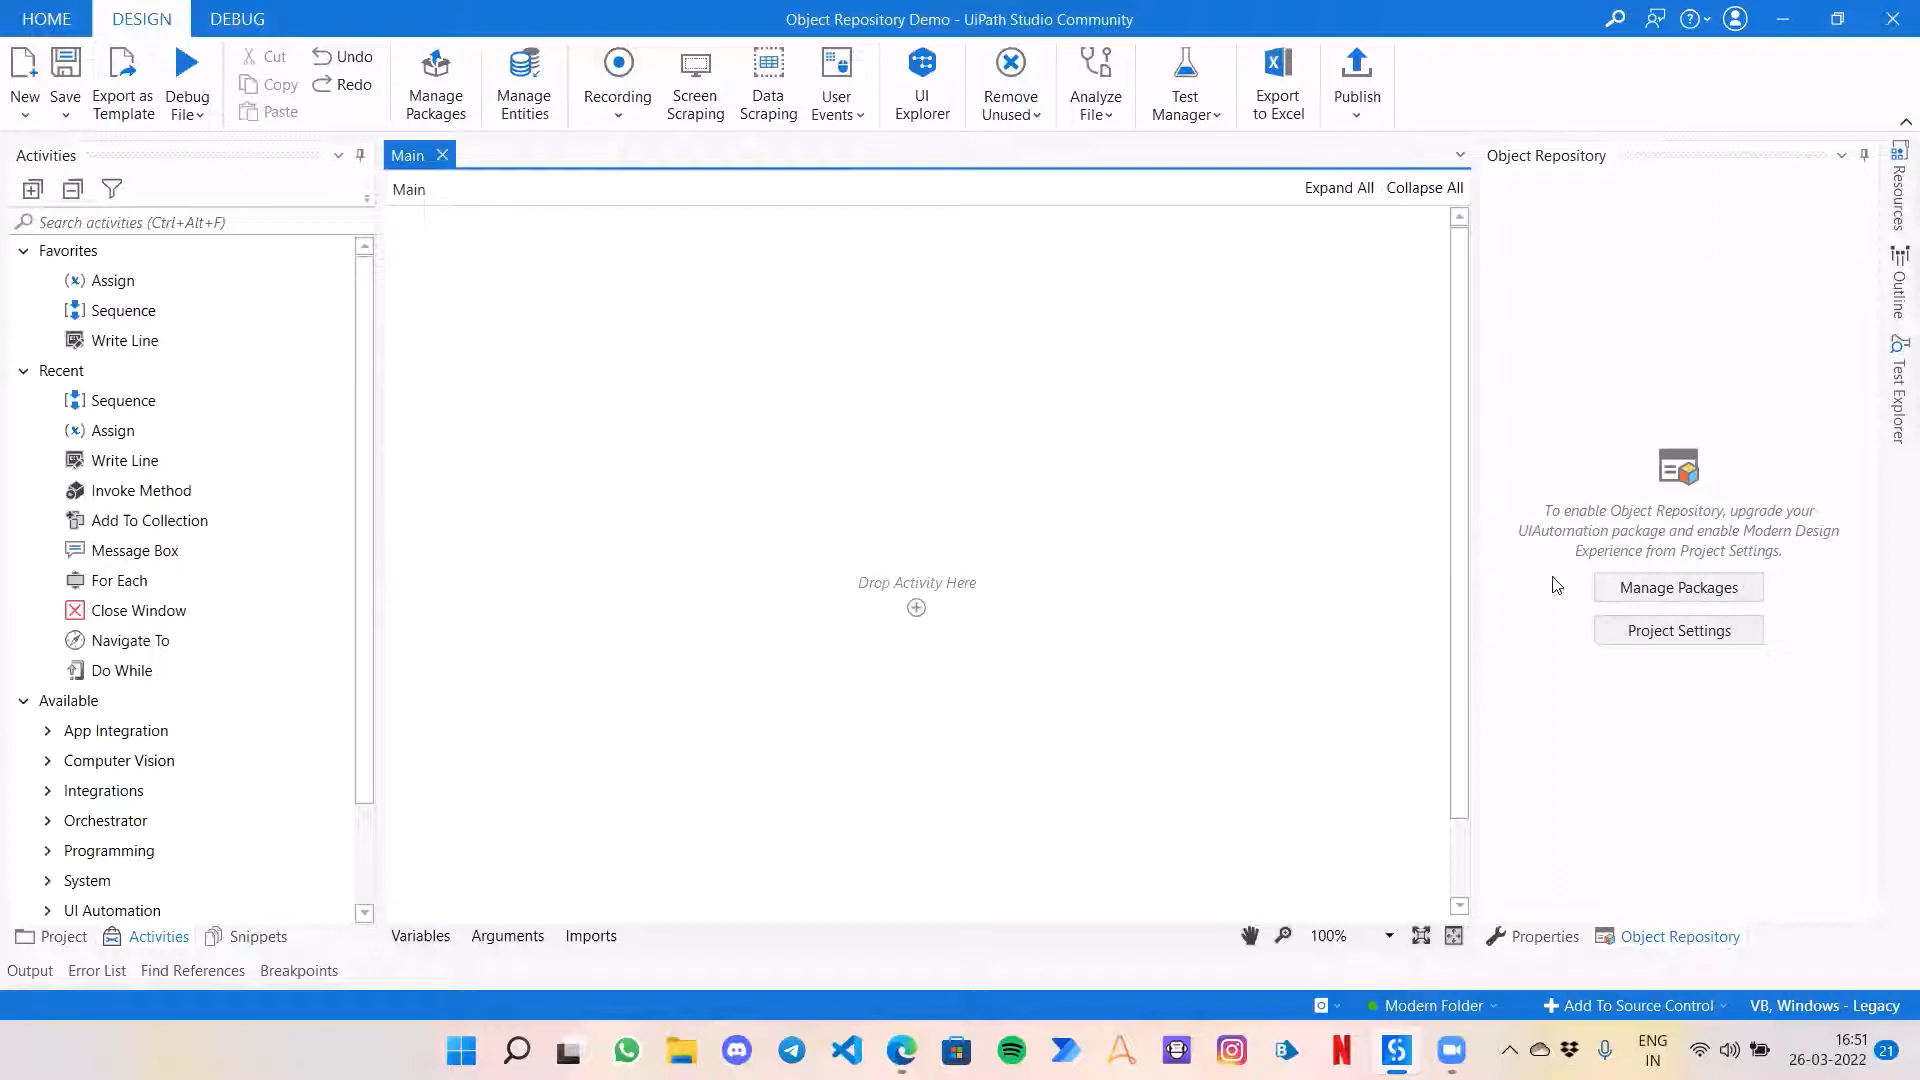 HOME
DESIGN
DEBUG
Object Repository Demo - UiPath Studio Community
New
Save
Export as
Template
Debug
File
Cut
Copy
Paste
Undo
Redo
Manage
Packages
Manage
Entities
Recording
Screen
Scraping
Data
Scraping
User
Events
UI
Explorer
Remove
Unused
Analyze
File
Test
Manager
Export
to Excel
Publish
Activities
Search activities (Ctrl+Alt+F)
Favorites
Assign
Sequence
Write Line
Recent
Sequence
Assign
Write Line
Invoke Method
Add To Collection
Message Box
For Each
Close Window
Navigate To
Do While
Available
App Integration
Computer Vision
Integrations
Orchestrator
Programming
System
UI Automation
Project
Activities
Snippets
Main
Main
Expand All
Collapse All
Drop Activity Here
Variables
Arguments
Imports
100%
Object Repository
To enable Object Repository, upgrade your
UIAutomation package and enable Modern Design
Experience from Project Settings.
Manage Packages
Project Settings
Properties
Object Repository
Resources
Outline
Test Explorer
Output
Error List
Find References
Breakpoints
Modern Folder
Add To Source Control
VB, Windows - Legacy
ENG
IN
16:51
26-03-2022
21